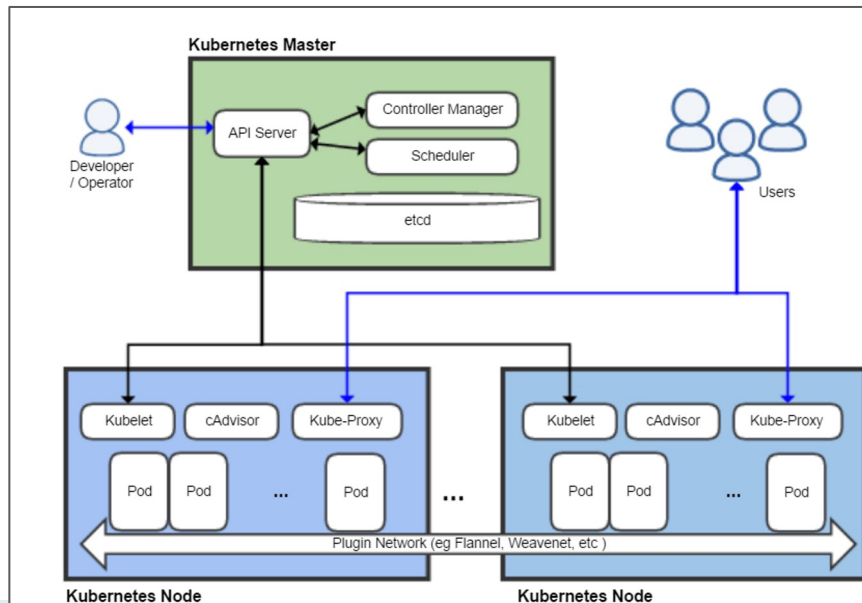 Kubernetes Master
API Server
Controller Manager
Scheduler
etcd
Developer
/ Operator
Users
Kubelet
cAdvisor
Kube-Proxy
Pod
Pod
...
Pod
...
Kubelet
cAdvisor
Kube-Proxy
Pod
Pod
...
Pod
Plugin Network (eg Flannel, Weavenet, etc )
Kubernetes Node
Kubernetes Node